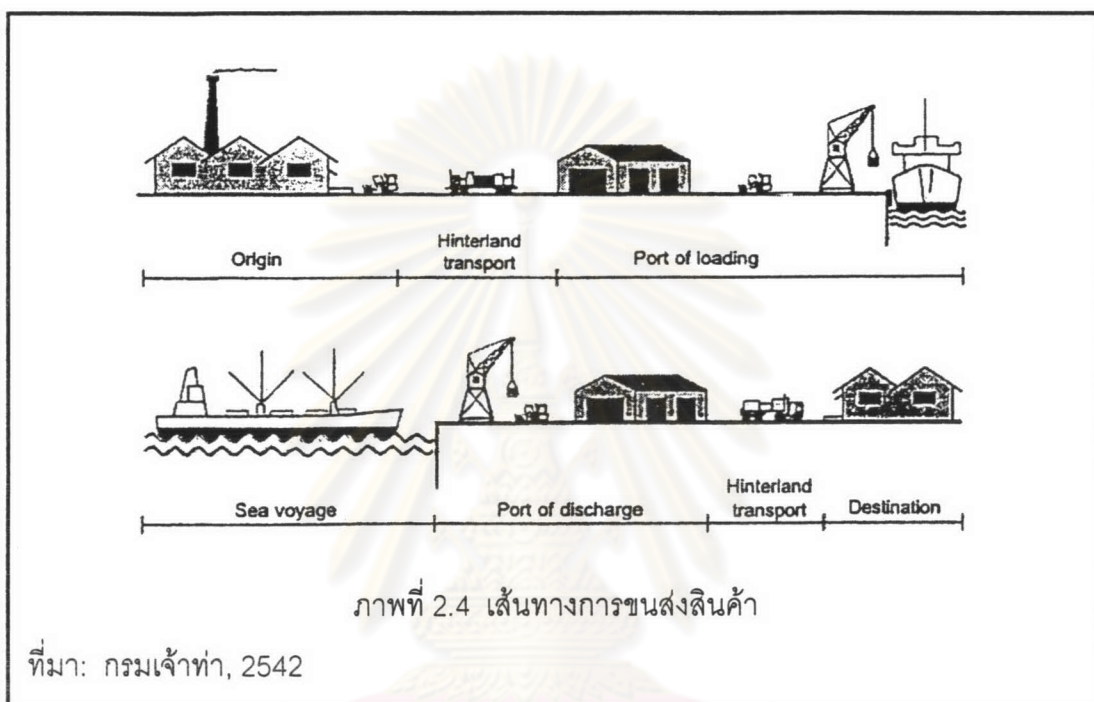 Origin
Hinterland
transport
Port of loading
Sea voyage
Port of discharge
Hinterland
transport
Destination
ภาพที่ 2.4 เส้นทางการขนส่งสินค้า
ที่มา: กรมเจ้าท่า, 2542